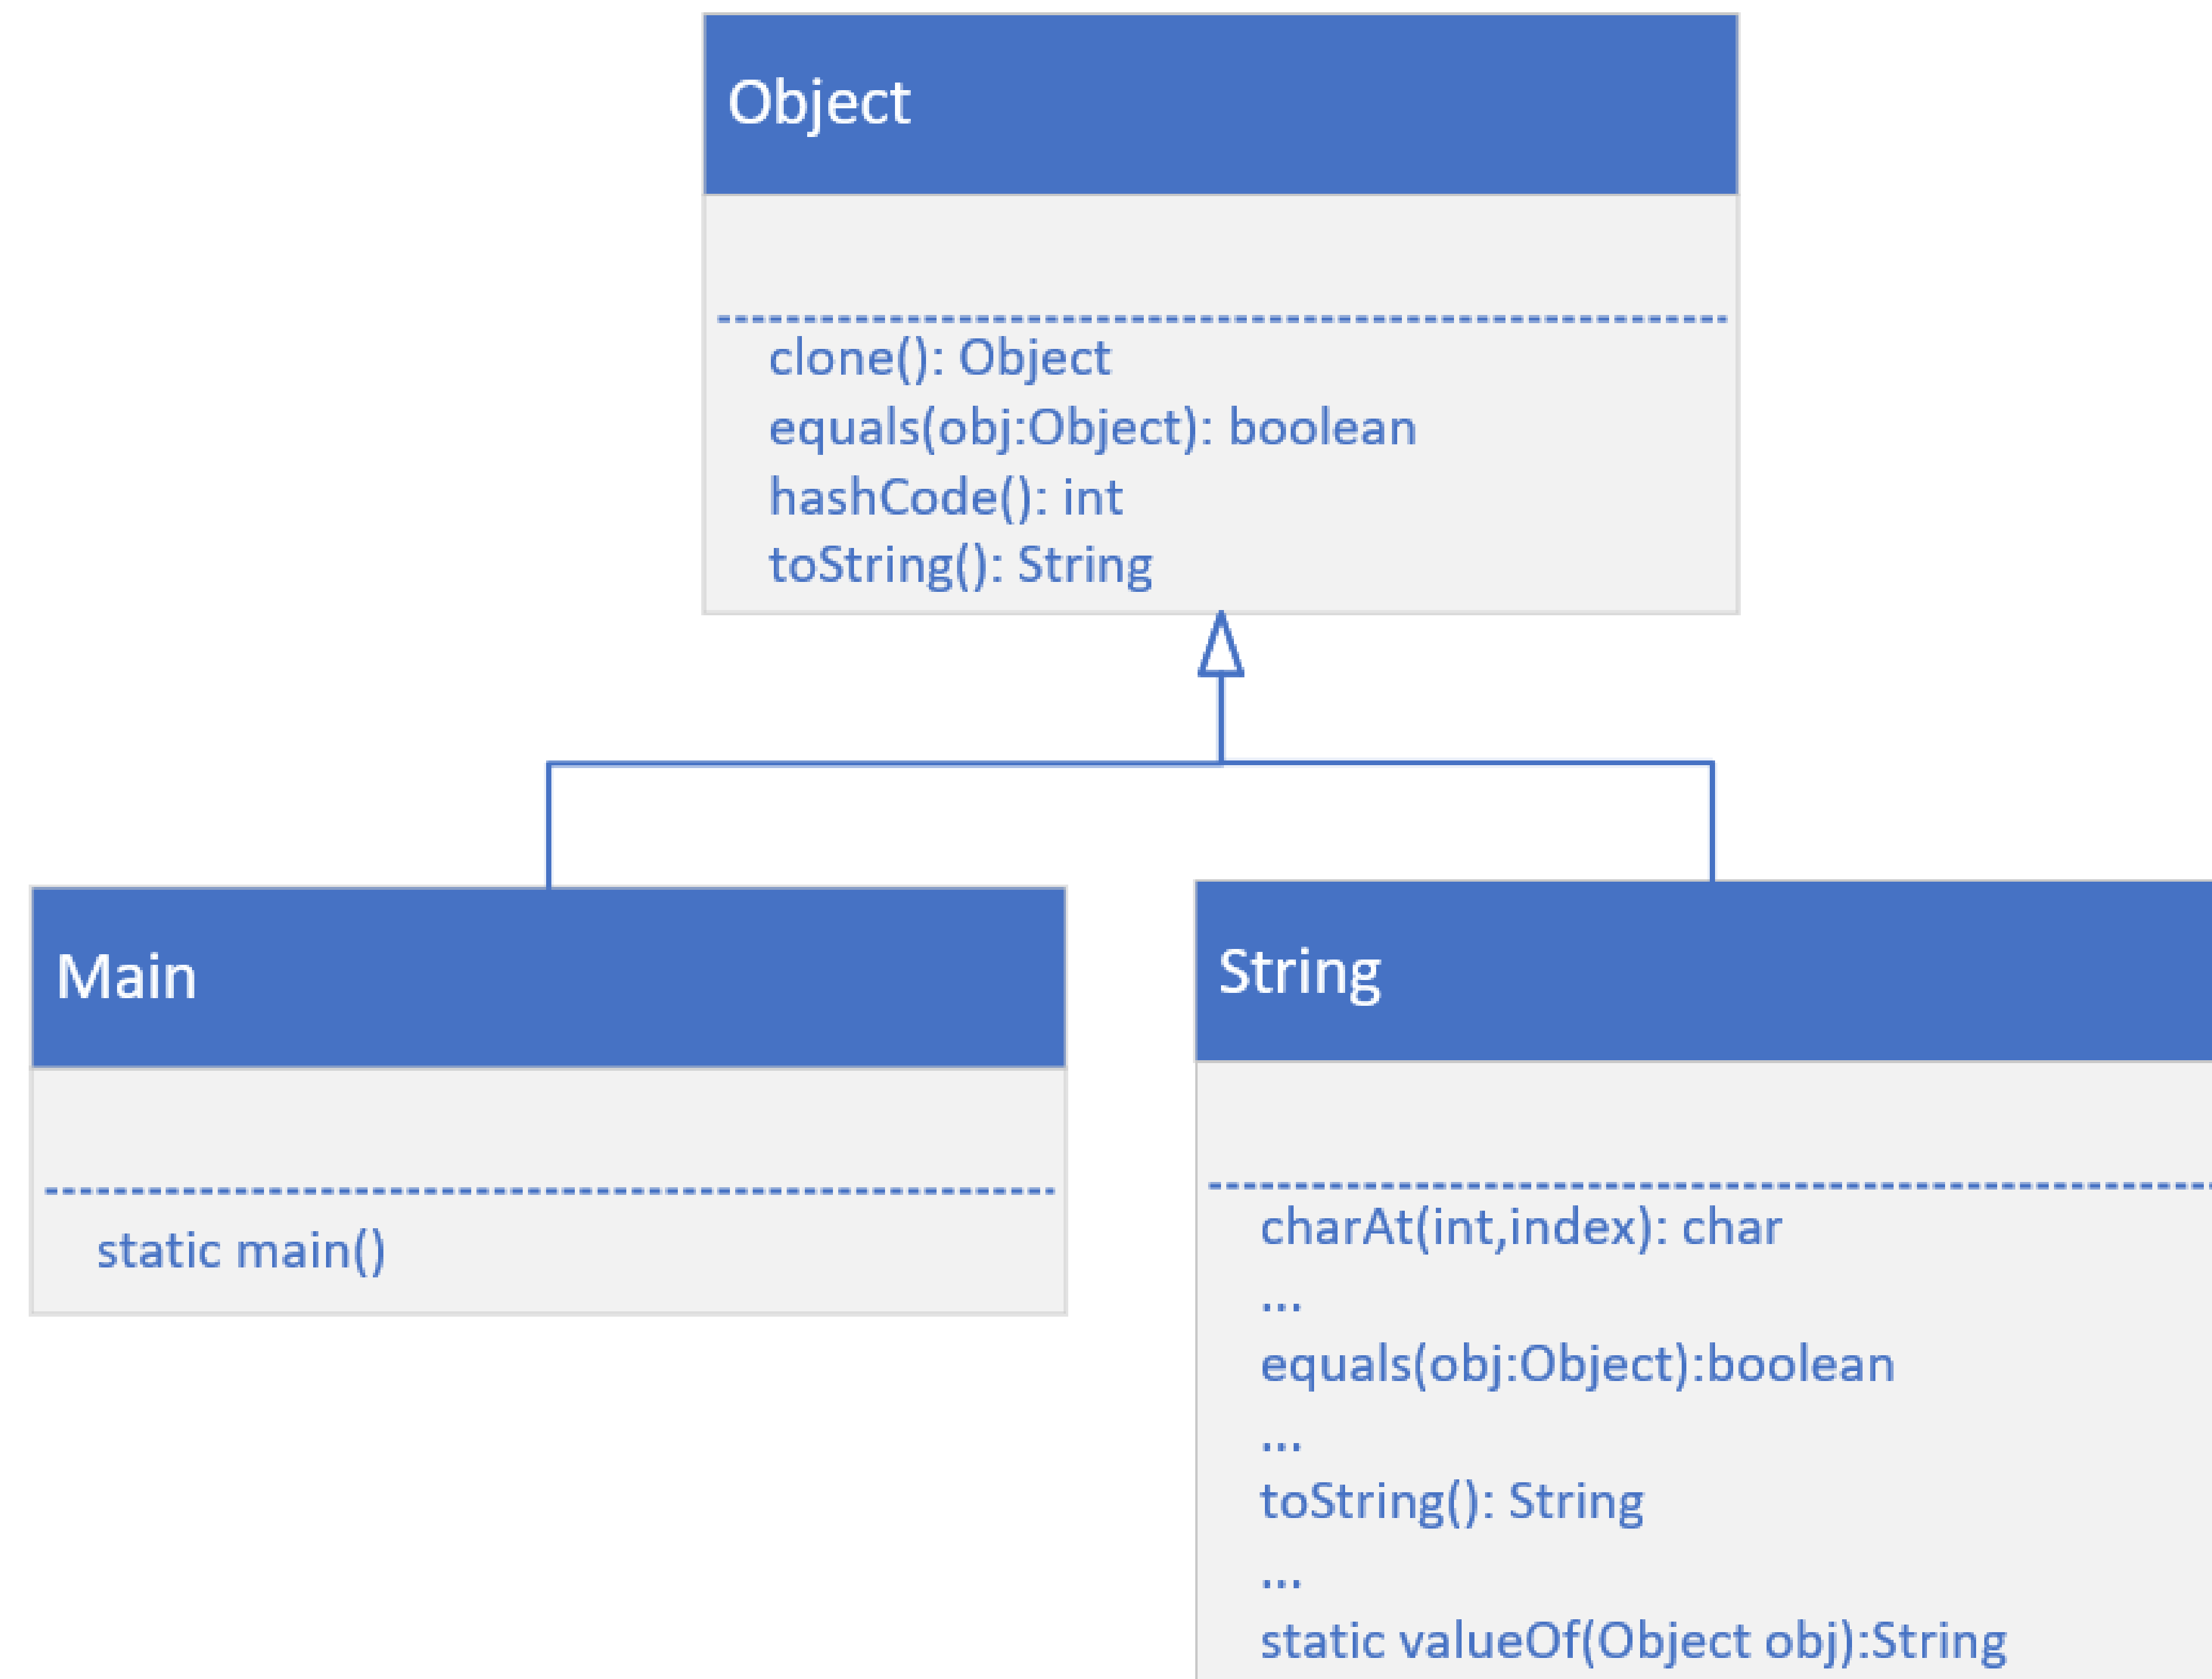 Object
clone(): Object
equals(obj:Object): boolean
hashCode(): int
toString(): String
Main
static main()
String
charAt(int,index): char
...
equals(obj:Object):boolean
...
toString(): String
...
static valueOf(Object obj):String